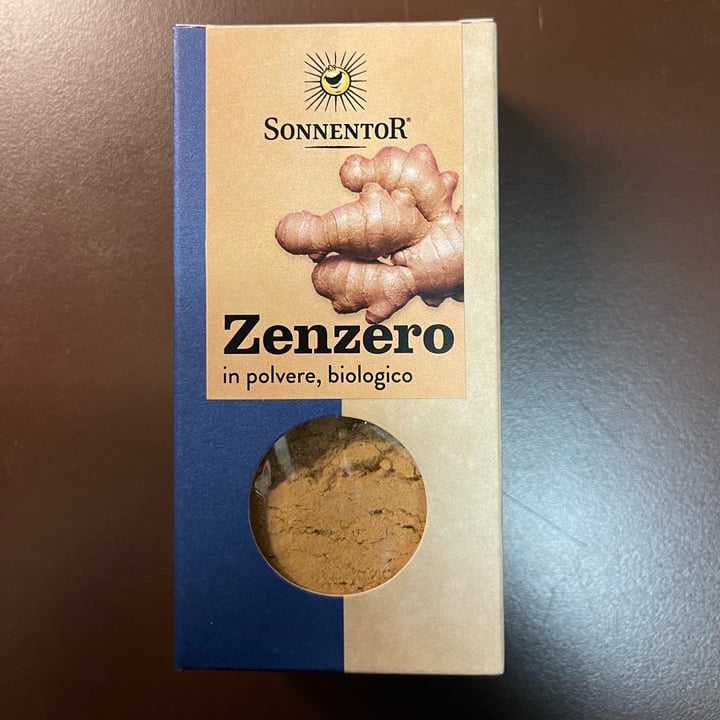 SONNENTOR®
Zenzero
in polvere, biologico